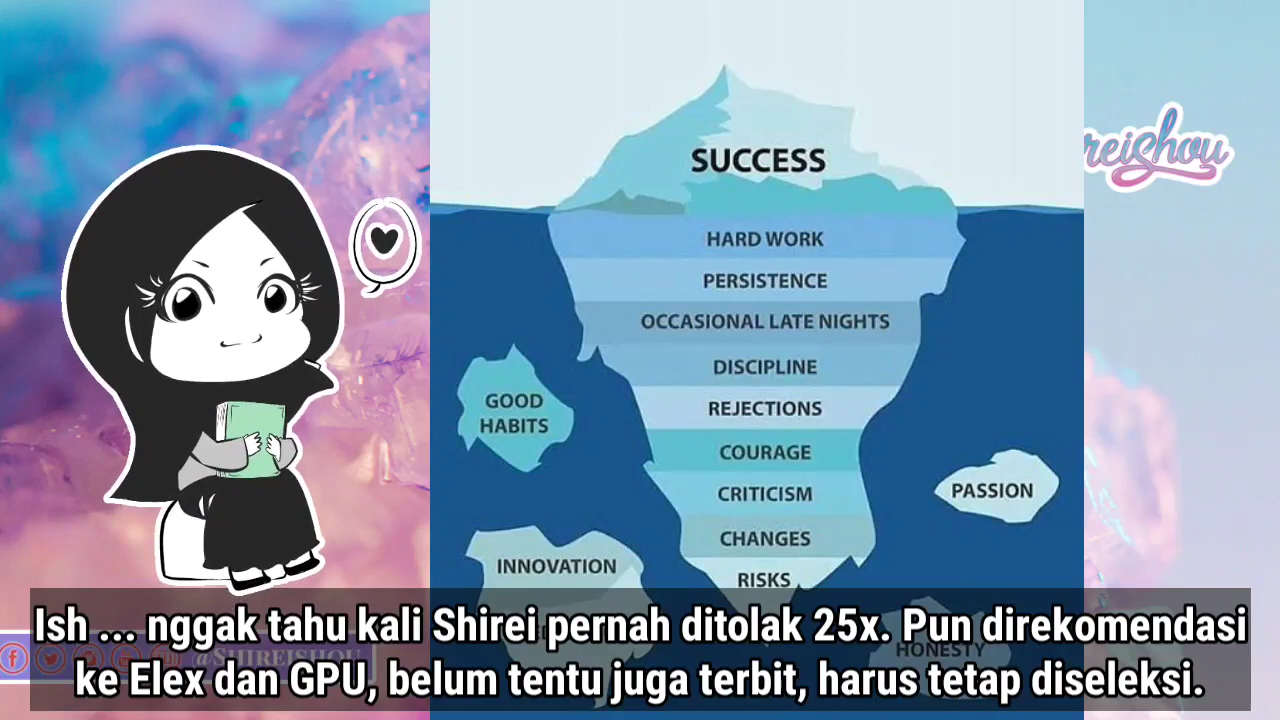 SUCCESS
HARD WORK
PERSISTENCE
OCCASIONAL LATE NIGHTS
DISCIPLINE
REJECTIONS
COURAGE
CRITICISM
CHANGES
RISKS
GOOD
HABITS
PASSION
INNOVATION
HONESTY
reishou
@SHIREISHOU
Ish ... nggak tahu kali Shirei pernah ditolak 25x. Pun direkomendasi
ke Elex dan GPU, belum tentu juga terbit, harus tetap diseleksi.